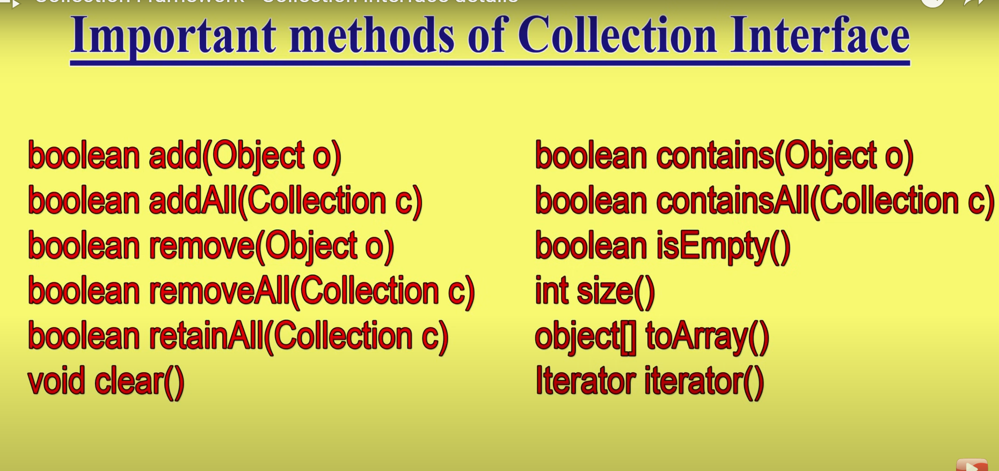 Collection Framework - Collection interface details
Important methods of Collection Interface
boolean add(Object o)
boolean addAll(Collection c)
boolean remove(Object o)
boolean removeAll(Collection c)
boolean retainAll(Collection c)
void clear()
boolean contains(Object o)
boolean containsAll(Collection c)
boolean isEmpty()
int size()
object[] toArray()
Iterator iterator()